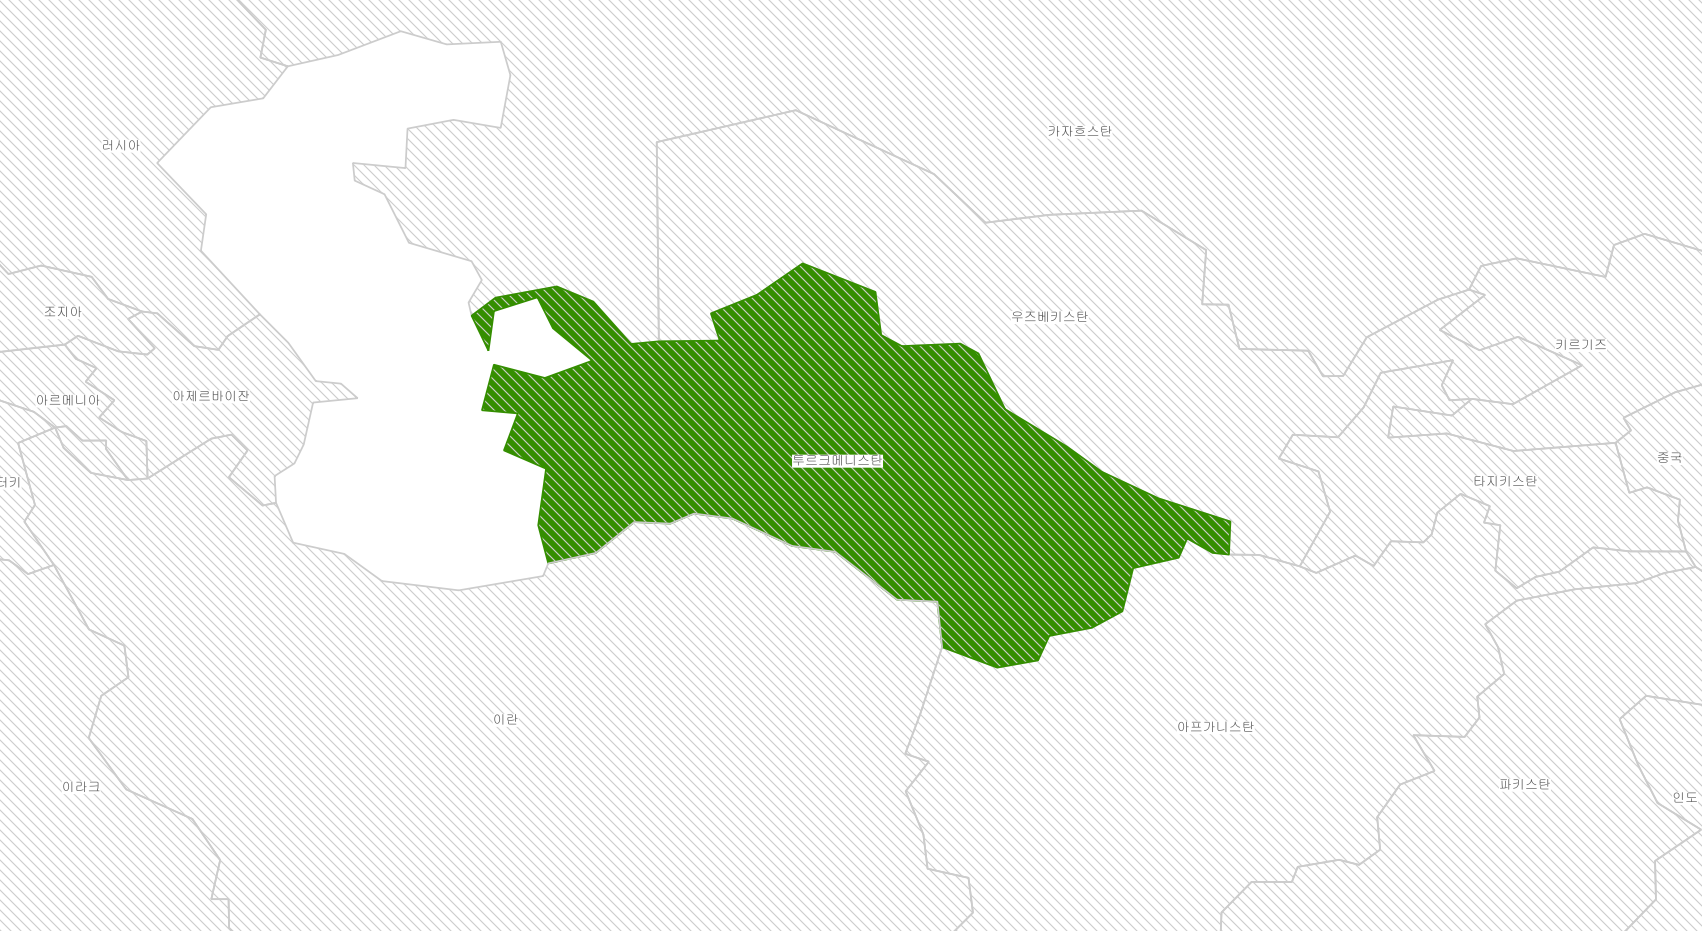 카자흐스탄
러시아
조지아
우즈베키스탄
키르기즈
아제르바이잔
아르메니아
중국
투르크메니스탄
타지키스탄
터키
이란
아프가니스탄
파키스탄
이라크
인도